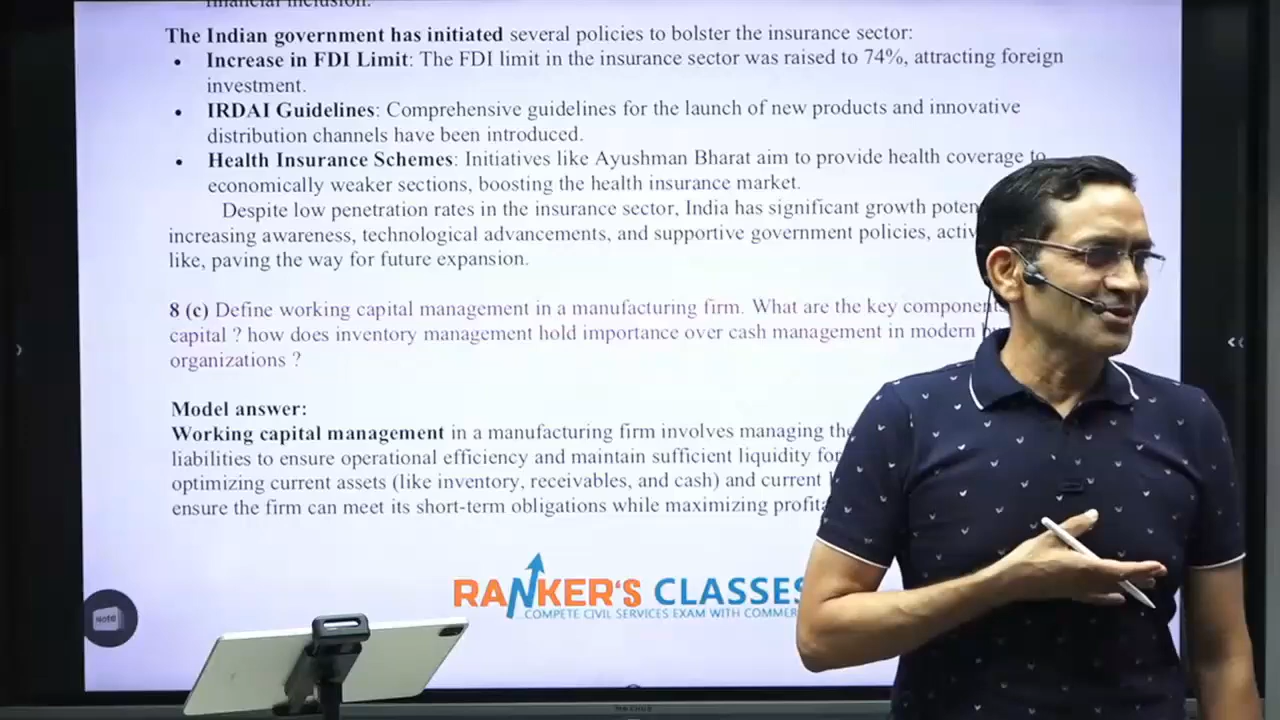 financial inclusion.
The Indian government has initiated several policies to bolster the insurance sector:
• Increase in FDI Limit: The FDI limit in the insurance sector was raised to 74%, attracting foreign
investment.
• IRDAI Guidelines: Comprehensive guidelines for the launch of new products and innovative
distribution channels have been introduced.
• Health Insurance Schemes: Initiatives like Ayushman Bharat aim to provide health coverage to
economically weaker sections, boosting the health insurance market.
Despite low penetration rates in the insurance sector, India has significant growth
increasing awareness, technological advancements, and supportive government policies,
like, paving the way for future expansion.
8 (c) Define working capital management in a manufacturing firm. What are the key
capital ? how does inventory management hold importance over cash management in modern
organizations ?
Model answer:
Working capital management in a manufacturing firm involves managing the
liabilities to ensure operational efficiency and maintain sufficient liquidity for
optimizing current assets (like inventory, receivables, and cash) and current
ensure the firm can meet its short-term obligations while maximizing
RANKER'S CLASSES
COMPETE CIVIL SERVICES EXAM WITH
Note